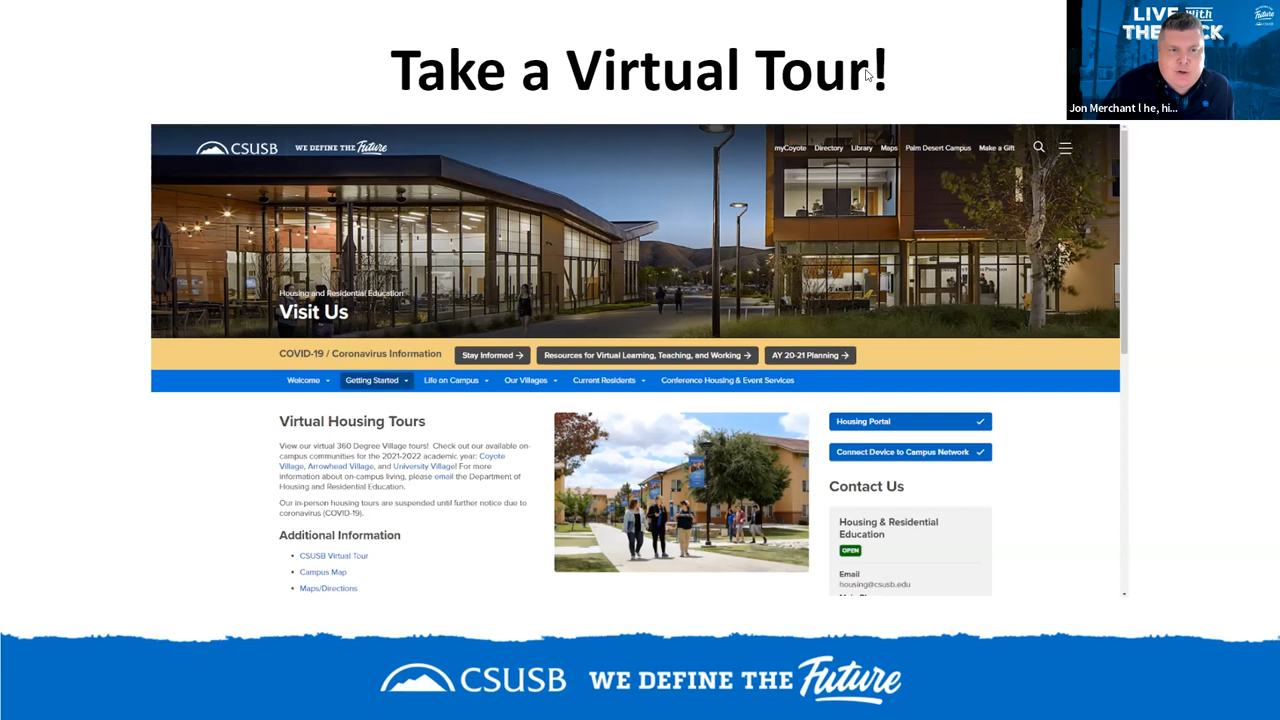 Take a Virtual Tour!
LIVE with
THE
CK
Future
Jon Merchant l he, hi...
CSUSB
WE DEFINE THE Future
myCoyote
Directory
Library
Maps
Palm Desert Campus
Make a Gift
Housing and Residential Education
Visit Us
COVID-19 / Coronavirus Information
Stay Informed →
Resources for Virtual Learning, Teaching, and Working →
AY 20-21 Planning →
Welcome
Getting Started
Life on Campus
Our Villages
Current Residents
Conference Housing & Event Services
Virtual Housing Tours
View our virtual 360 Degree Village tours! Check out our available on-
campus communities for the 2021-2022 academic year: Coyote
Village, Arrowhead Village, and University Village! For more
information about on-campus living, please email the Department of
Housing and Residential Education.
Our in-person housing tours are suspended until further notice due to
coronavirus (COVID-19).
Additional Information
• CSUSB Virtual Tour
• Campus Map
• Maps/Directions
Housing Portal
Connect Device to Campus Network
Contact Us
Housing & Residential
Education
OPEN
Email
housing@csusb.edu
CSUSB WE DEFINE THE Future